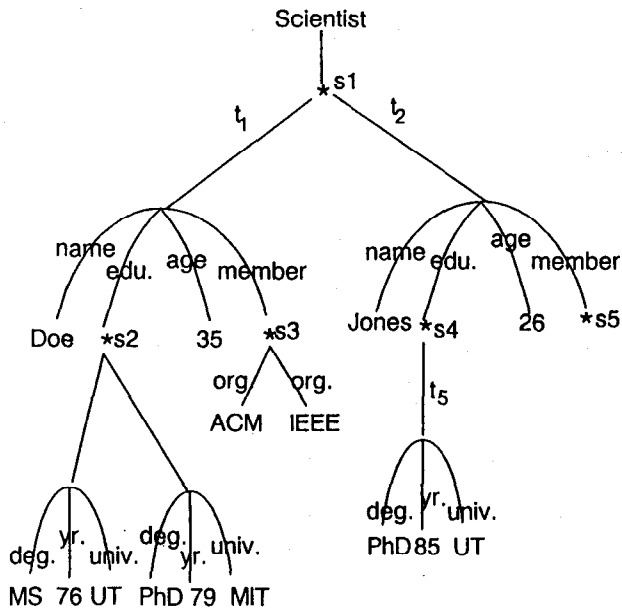 Scientist
*s1
t1 t2
name edu. age member name edu. age member
Doe *s2 35 *s3 Jones *s4 26 *s5
org. org. t5
ACM IEEE
deg. yr. univ. deg. yr. univ. deg. yr. univ.
PhD 85 UT
MS 76 UT PhD 79 MIT